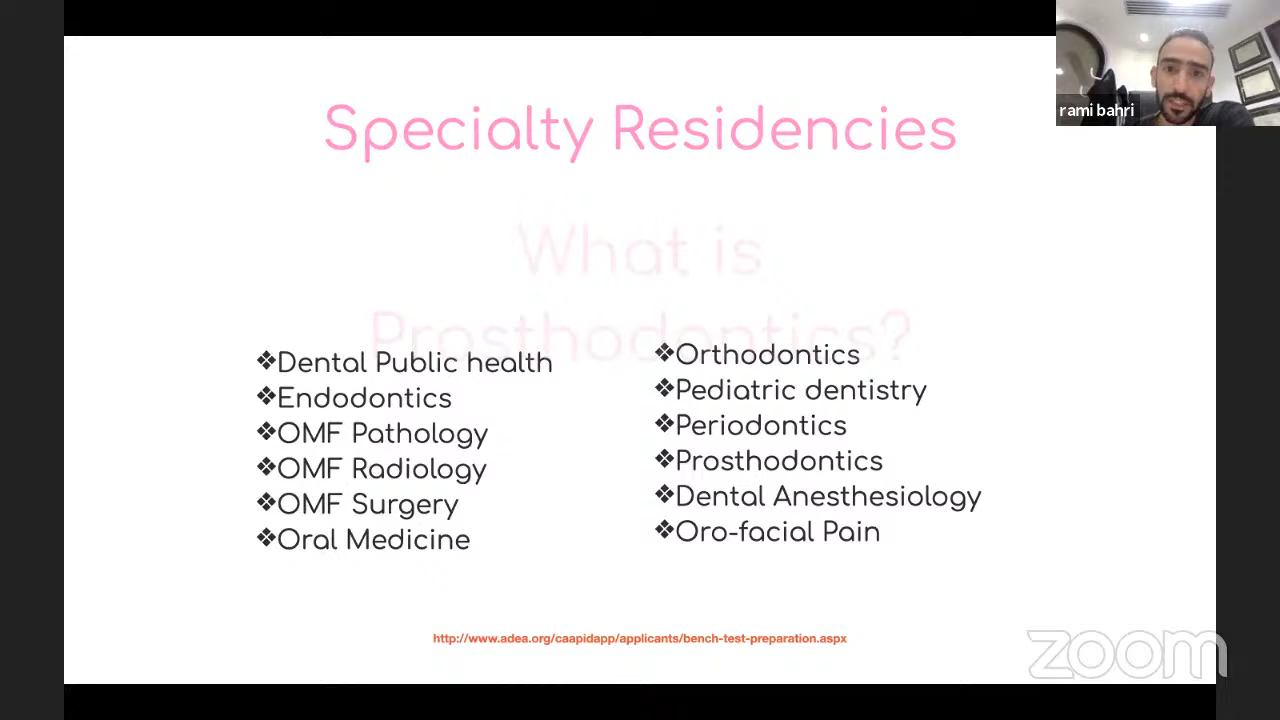 Specialty Residencies
What is
Prosthodontics?
❖Dental Public health
❖Endodontics
❖OMF Pathology
❖OMF Radiology
❖OMF Surgery
❖Oral Medicine
❖Orthodontics
❖Pediatric dentistry
❖Periodontics
❖Prosthodontics
❖Dental Anesthesiology
❖Oro-facial Pain
http://www.adea.org/caapidapp/applicants/bench-test-preparation.aspx
rami bahri
zoom